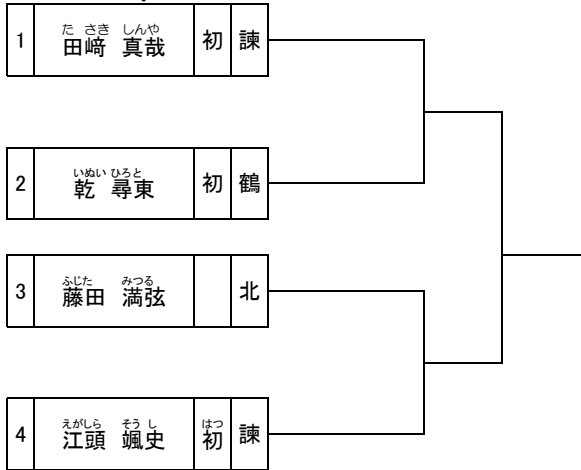 た さき しんや
1 田﨑 真哉 初 諫
いぬい ひろと
2 乾 尋東 初 鶴
ふじた みつる
3 藤田 満弦 北
えがしら そうし はつ
4 江頭 颯史 初 諫